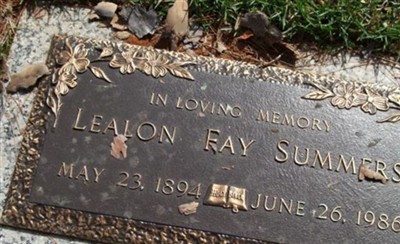 IN LOVING MEMORY
LEALON FAY SUMMERS
MAY 23, 1894 JUNE 26, 1986